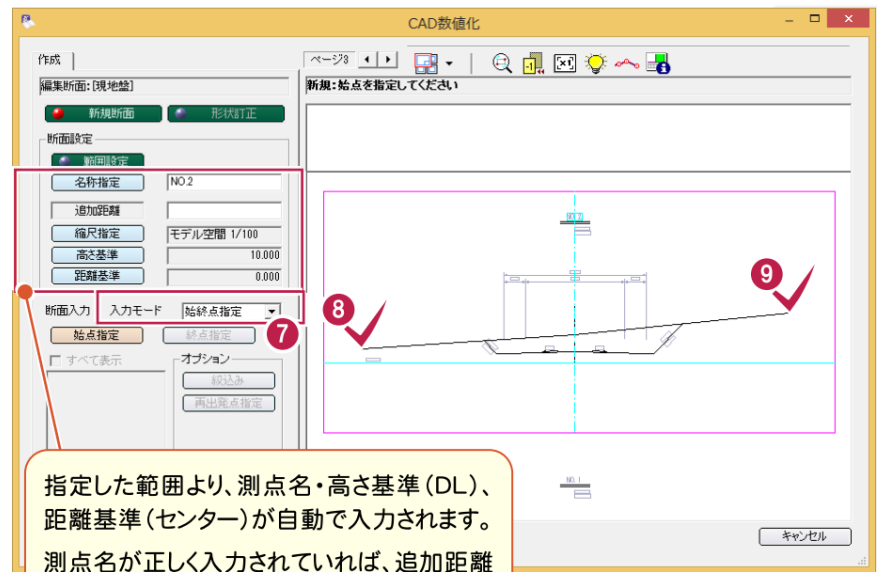 CAD数値化
作成
ページ3
編集断面:[現地盤]
新規:始点を指定してください
新規断面
形状訂正
断面設定
範囲設定
名称指定
NO.2
追加距離
縮尺指定
モデル空間 1/100
高さ基準
10.000
距離基準
0.000
断面入力
入力モード
始終点指定
7
8
9
始点指定
終点指定
すべて表示
オプション
絞込み
再出発点指定
NO.2
NO.1
キャンセル
指定した範囲より、測点名・高さ基準(DL)、
距離基準(センター)が自動で入力されます。
測点名が正しく入力されていれば、追加距離